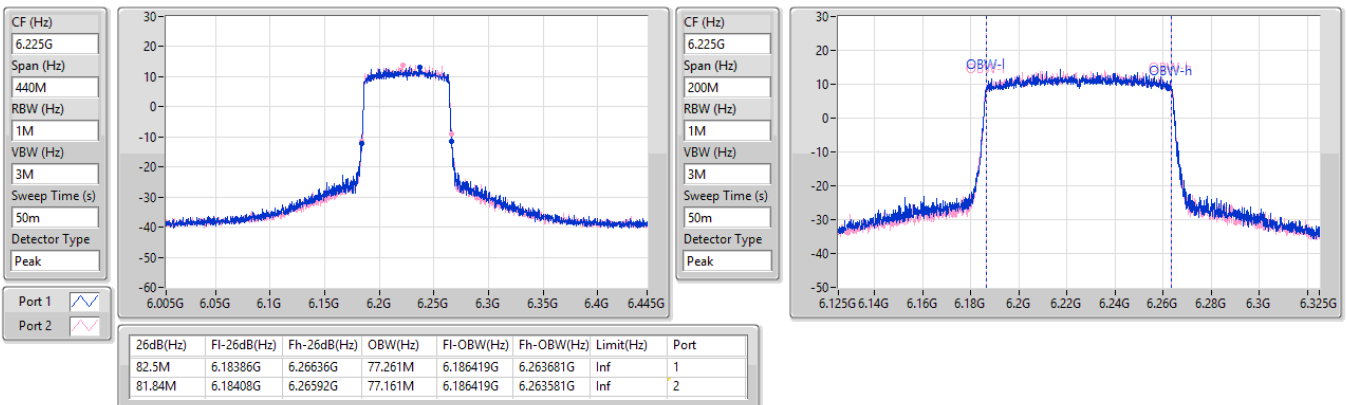 CF (Hz)
6.225G
Span (Hz)
440M
RBW (Hz)
1M
VBW (Hz)
3M
Sweep Time (s)
50m
Detector Type
Peak
Port 1
Port 2
30-
20-
10-
0-
-10-
-20-
-30-
-40-
-50-
-60-
6.005G 6.05G 6.1G 6.15G 6.2G 6.25G 6.3G 6.35G 6.4G 6.445G
CF (Hz)
6.225G
Span (Hz)
200M
RBW (Hz)
1M
VBW (Hz)
3M
Sweep Time (s)
50m
Detector Type
Peak
30-
20-
10-
0-
-10-
-20-
-30-
-40-
-50-
OBW-l
OBW-h
6.125G 6.14G 6.16G 6.18G 6.2G 6.22G 6.24G 6.26G 6.28G 6.3G 6.325G
26dB(Hz) Fl-26dB(Hz) Fh-26dB(Hz) OBW(Hz) Fl-OBW(Hz) Fh-OBW(Hz) Limit(Hz) Port
82.5M 6.18386G 6.26636G 77.261M 6.186419G 6.263681G Inf 1
81.84M 6.18408G 6.26592G 77.161M 6.186419G 6.263581G Inf 2